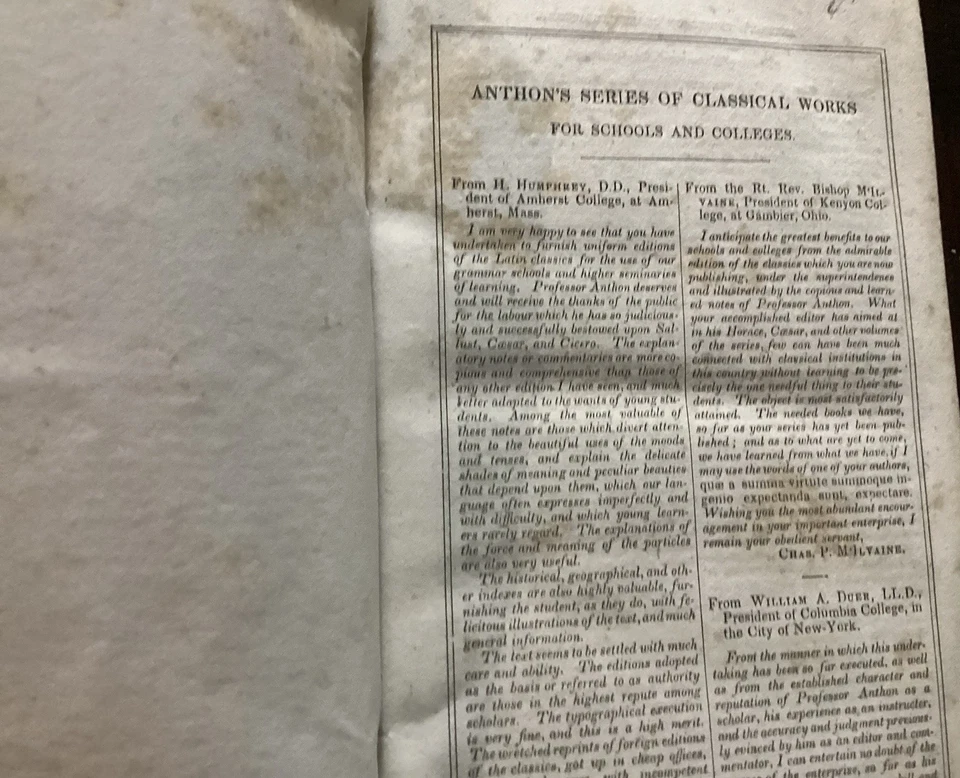 ANTHON'S SERIES OF CLASSICAL WORKS
FOR SCHOOLS AND COLLEGES.
From H. HUMPHREY, D.D., Presi-
dent of Amherst College, at Am-
herst, Mass.
I am very happy to see that you have
undertaken to furnish uniform editions
of the Latin classics for the use of our
grammar schools and higher seminaries
of learning. Professor Anthon deserves
and will receive the thanks of the public
for the labour which he has so judicious-
ly and successfully bestowed upon Sal-
lust, Cæsar, and Cicero. The explan-
atory notes or commentaries are more co-
pious and comprehensive than those of
any other edition I have seen, and much
better adapted to the wants of young stu-
dents. Among the most valuable of
these notes are those which divert atten-
tion to the beautiful uses of the moods
and tenses, and explain the delicate
shades of meaning and peculiar beauties
that depend upon them, which our lan-
guage often expresses imperfectly and
with difficulty, and which young learn-
ers rarely regard. The explanations of
the force and meaning of the particles
are also very useful.
The historical, geographical, and oth-
er indexes are also highly valuable, fur-
nishing the student, as they do, with fe-
licitous illustrations of the text, and much
general information.
The text seems to be settled with much
care and ability. The editions adopted
as the basis or referred to as authority
are those in the highest repute among
scholars. The typographical execution
is very fine, and this is a high merit.
The wretched reprints of foreign editions
of the classics, got up in cheap offices,
with incompetent
From the Rt. Rev. Bishop M'IL-
VAINE, President of Kenyon Col-
lege, at Gambier, Ohio.
I anticipate the greatest benefits to our
schools and colleges from the admirable
edition of the classics which you are now
publishing, under the superintendence
and illustrated by the copious and learn-
ed notes of Professor Anthon. What
your accomplished editor has aimed at
in his Horace, Cæsar, and other volumes
of the series, few can have been much
connected with classical institutions in
this country without learning to be pre-
cisely the one needful thing to their stu-
dents. The object is most satisfactorily
attained. The needed books we have,
so far as your series has yet been pub-
lished; and as to what are yet to come,
we have learned from what we have, if I
may use the words of one of your authors,
quæ a summa virtute summoque in-
genio expectanda sunt, expectare.
Wishing you the most abundant encour-
agement in your important enterprise, I
remain your obedient servant,
CHAS. P. M'ILVAINE.
From WILLIAM A. DUER, LL.D.,
President of Columbia College, in
the City of New-York.
From the manner in which this under-
taking has been so far executed, as well
as from the established character and
reputation of Professor Anthon as a
scholar, his experience as an instructer,
and the accuracy and judgment previous-
ly evinced by him as an editor and com-
mentator, I can entertain no doubt of the
of the enterprise, so far as his